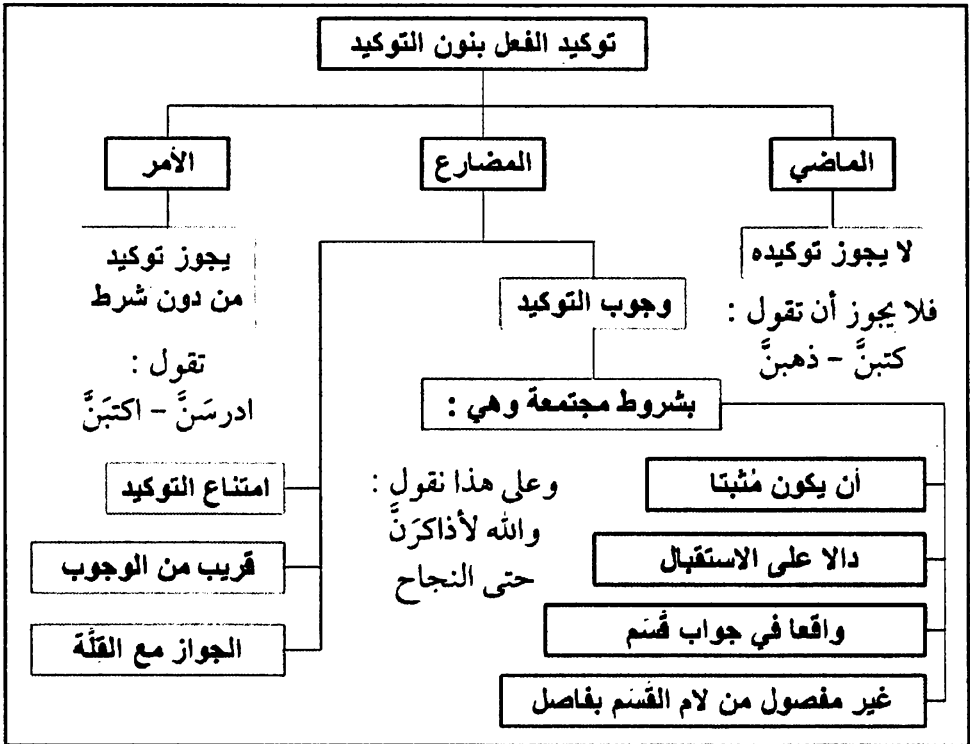 توكيد الفعل بنون التوكيد
الماضي
المضارع
الأمر
لا يجوز توكيده
فلا يجوز أن تقول :
كتبنَّ – ذهبنَّ
وجوب التوكيد
بشروط مجتمعة وهي :
أن يكون مُثبتا
دالا على الاستقبال
واقعا في جواب قَسَم
غير مفصول من لام القَسَم بفاصل
وعلى هذا نقول :
والله لأذاكرَنَّ
حتى النجاح
امتناع التوكيد
قريب من الوجوب
الجواز مع القلَّة
يجوز توكيد
من دون شرط
تقول :
ادرسَنَّ – اكتبَنَّ